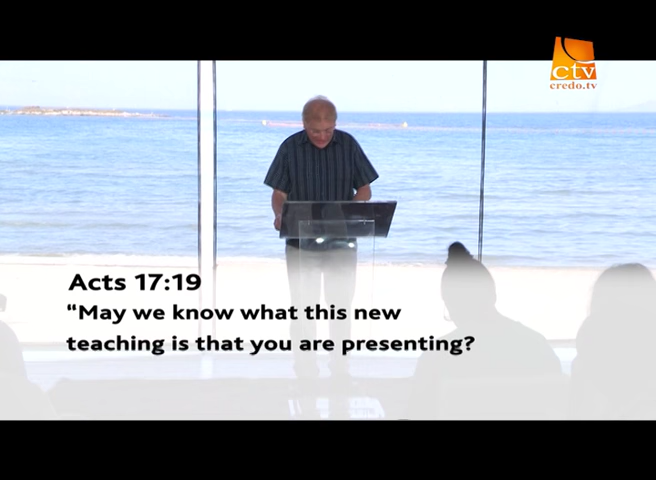 ctv
credo.tv
Acts 17:19
“May we know what this new
teaching is that you are presenting?